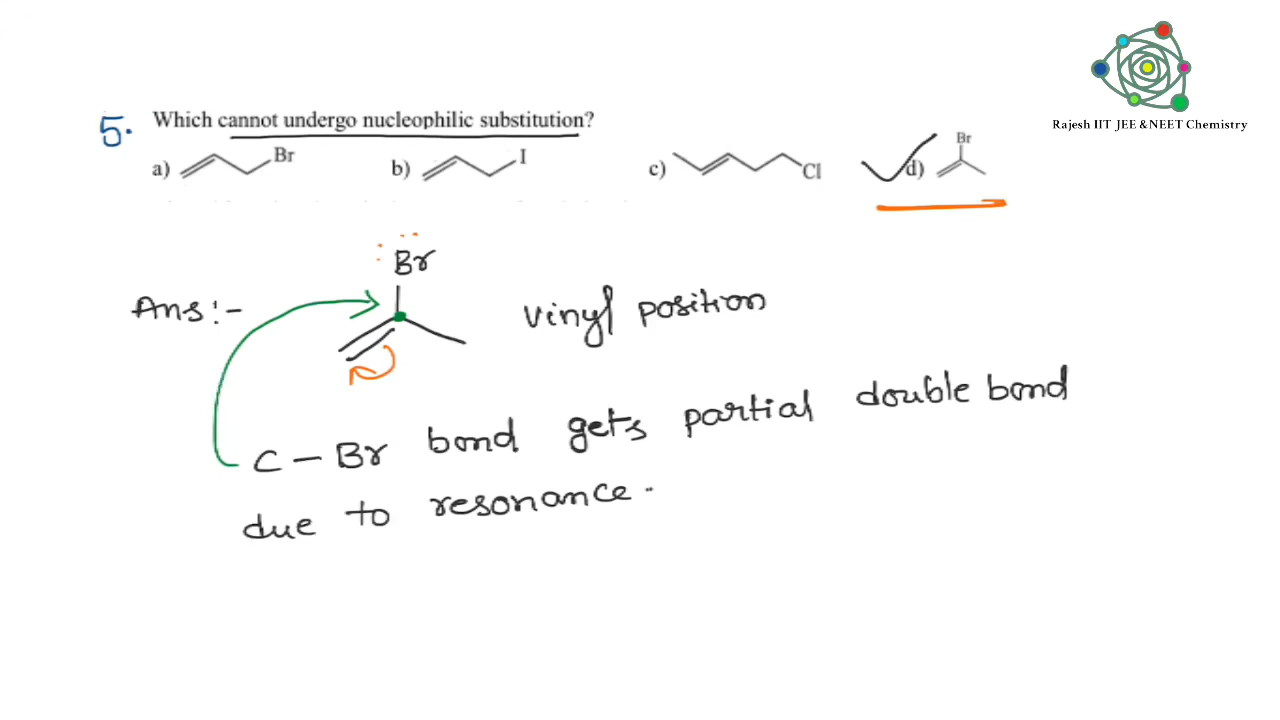 Rajesh IIT JEE &NEET Chemistry
5. Which cannot undergo nucleophilic substitution?
a) Br b) I c) Cl d) Br
Br
Ans:- vinyl position
C - Br bond gets partial double bond
due to resonance.